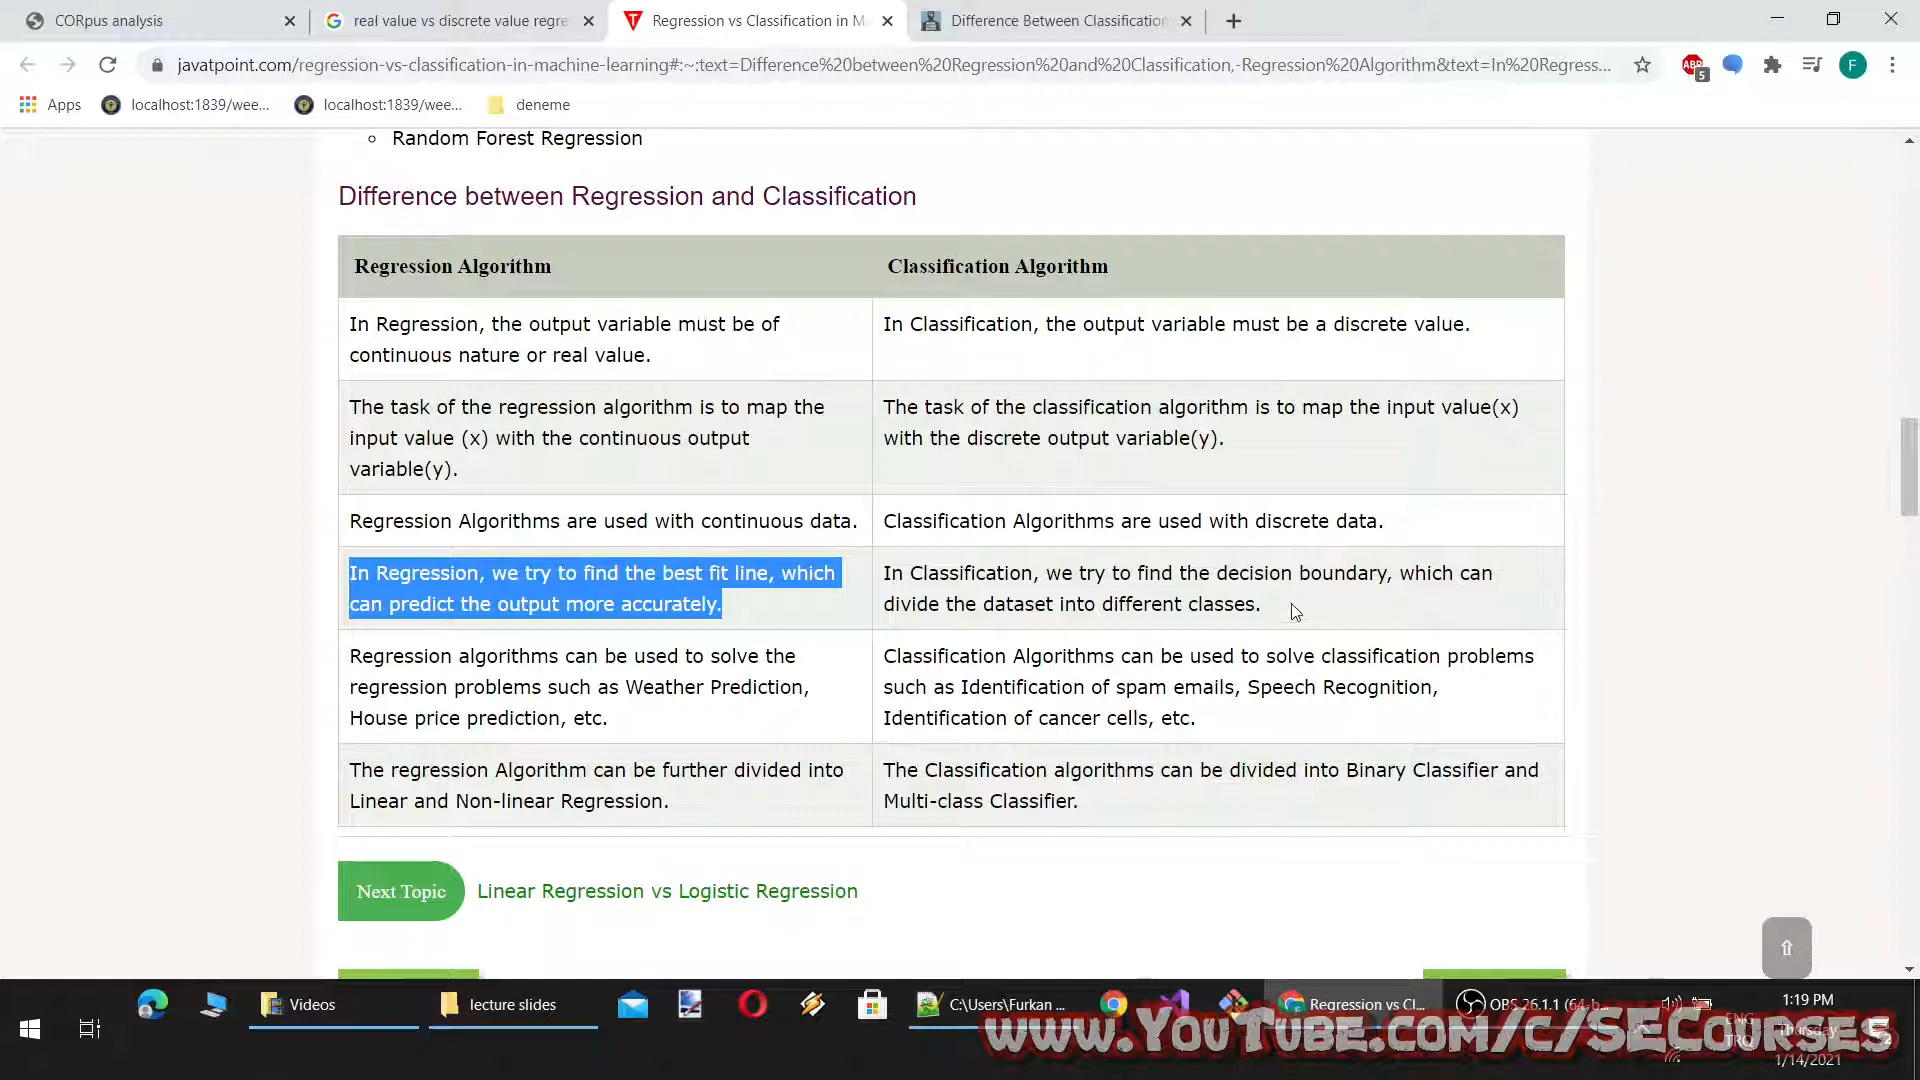 CORpus analysis
real value vs discrete value regre
Regression vs Classification in M
Difference Between Classification
javatpoint.com/regression-vs-classification-in-machine-learning#:~:text=Difference%20between%20Regression%20and%20Classification,-Regression%20Algorithm&text=In%20Regress...
ABP
5
F
Apps
localhost:1839/wee...
localhost:1839/wee...
deneme
Random Forest Regression
Difference between Regression and Classification
Regression Algorithm
Classification Algorithm
In Regression, the output variable must be of
continuous nature or real value.
In Classification, the output variable must be a discrete value.
The task of the regression algorithm is to map the
input value (x) with the continuous output
variable(y).
The task of the classification algorithm is to map the input value(x)
with the discrete output variable(y).
Regression Algorithms are used with continuous data.
Classification Algorithms are used with discrete data.
In Regression, we try to find the best fit line, which
can predict the output more accurately.
In Classification, we try to find the decision boundary, which can
divide the dataset into different classes.
Regression algorithms can be used to solve the
regression problems such as Weather Prediction,
House price prediction, etc.
Classification Algorithms can be used to solve classification problems
such as Identification of spam emails, Speech Recognition,
Identification of cancer cells, etc.
The regression Algorithm can be further divided into
Linear and Non-linear Regression.
The Classification algorithms can be divided into Binary Classifier and
Multi-class Classifier.
Next Topic
Linear Regression vs Logistic Regression
Videos
lecture slides
C:\Users\Furkan ...
Regression vs Cl...
OBS 26.1.1 (64-b...
1:19 PM
ENG
TRQ
Thursday
1/14/2021
www.YouTube.com/c/SECourses